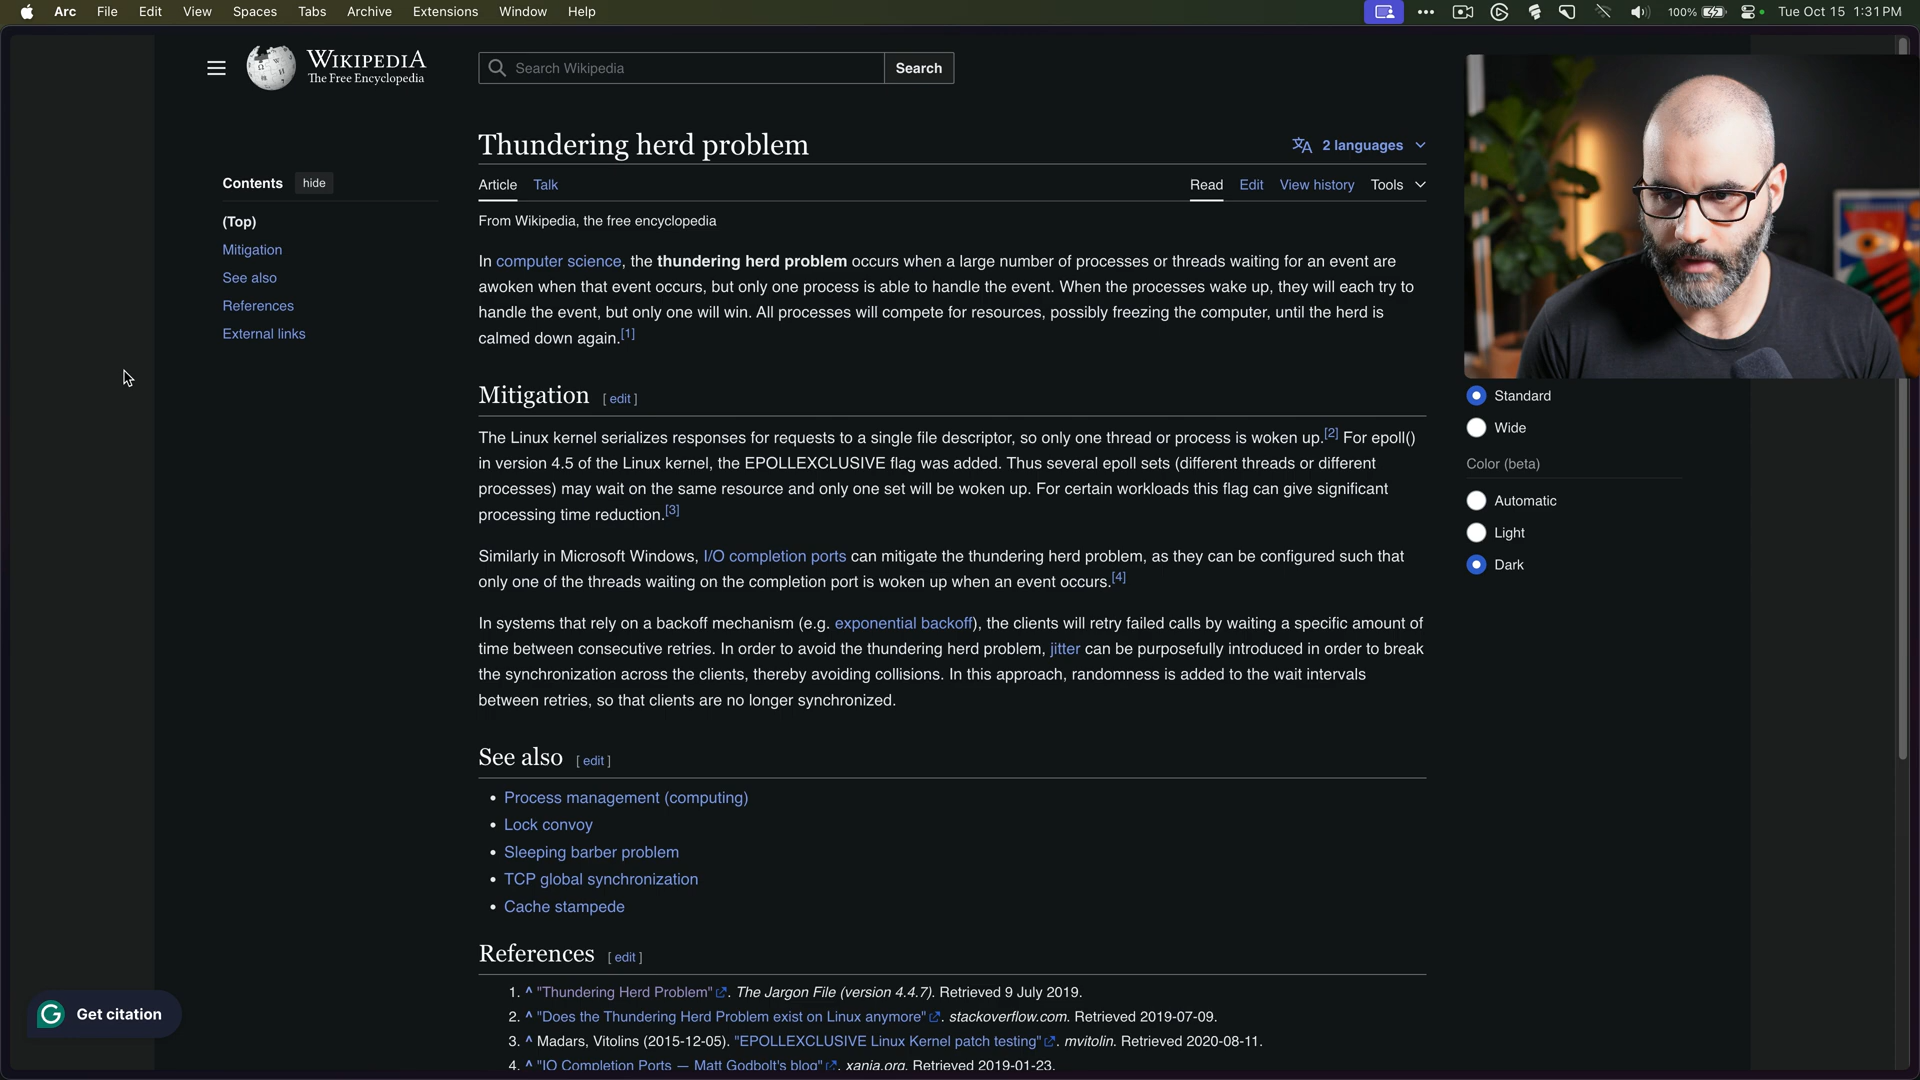 Arc File Edit View Spaces Tabs Archive Extensions Window Help 100% Tue Oct 15 1:31 PM
WIKIPEDIA
The Free Encyclopedia
Search Wikipedia Search
Thundering herd problem
2 languages
Contents hide
Article Talk Read Edit View history Tools
(Top)
Mitigation
See also
References
External links
From Wikipedia, the free encyclopedia
In computer science, the thundering herd problem occurs when a large number of processes or threads waiting for an event are
awoken when that event occurs, but only one process is able to handle the event. When the processes wake up, they will each try to
handle the event, but only one will win. All processes will compete for resources, possibly freezing the computer, until the herd is
calmed down again.[1]
Mitigation [ edit ]
The Linux kernel serializes responses for requests to a single file descriptor, so only one thread or process is woken up.[2] For epoll()
in version 4.5 of the Linux kernel, the EPOLLEXCLUSIVE flag was added. Thus several epoll sets (different threads or different
processes) may wait on the same resource and only one set will be woken up. For certain workloads this flag can give significant
processing time reduction.[3]
Similarly in Microsoft Windows, I/O completion ports can mitigate the thundering herd problem, as they can be configured such that
only one of the threads waiting on the completion port is woken up when an event occurs.[4]
In systems that rely on a backoff mechanism (e.g. exponential backoff), the clients will retry failed calls by waiting a specific amount of
time between consecutive retries. In order to avoid the thundering herd problem, jitter can be purposefully introduced in order to break
the synchronization across the clients, thereby avoiding collisions. In this approach, randomness is added to the wait intervals
between retries, so that clients are no longer synchronized.
See also [ edit ]
• Process management (computing)
• Lock convoy
• Sleeping barber problem
• TCP global synchronization
• Cache stampede
References [ edit ]
1. ^ "Thundering Herd Problem". The Jargon File (version 4.4.7). Retrieved 9 July 2019.
2. ^ "Does the Thundering Herd Problem exist on Linux anymore". stackoverflow.com. Retrieved 2019-07-09.
3. ^ Madars, Vitolins (2015-12-05). "EPOLLEXCLUSIVE Linux Kernel patch testing". mvitolin. Retrieved 2020-08-11.
4. ^ "IO Completion Ports — Matt Godbolt's blog". xania.org. Retrieved 2019-01-23.
Standard
Wide
Color (beta)
Automatic
Light
Dark
Get citation